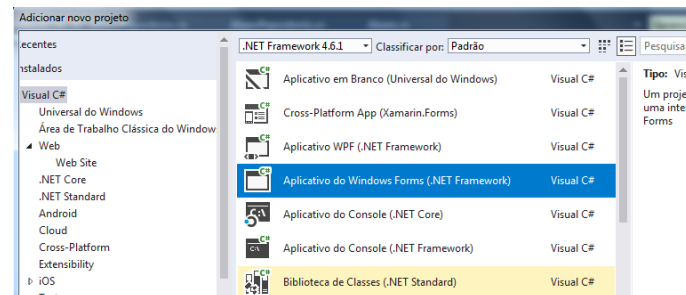 Adicionar novo projeto
.NET Framework 4.6.1 Classificar por: Padrão Pesquisa
Visual C#
Universal do Windows
Área de Trabalho Clássica do Window
Web
Web Site
.NET Core
.NET Standard
Android
Cloud
Cross-Platform
Extensibility
iOS
Aplicativo em Branco (Universal do Windows) Visual C#
Cross-Platform App (Xamarin.Forms) Visual C#
Aplicativo WPF (.NET Framework) Visual C#
Aplicativo do Windows Forms (.NET Framework) Visual C#
Aplicativo do Console (.NET Core) Visual C#
Aplicativo do Console (.NET Framework) Visual C#
Biblioteca de Classes (.NET Standard) Visual C#
Tipo: Vis
Um proje
uma inte
Forms